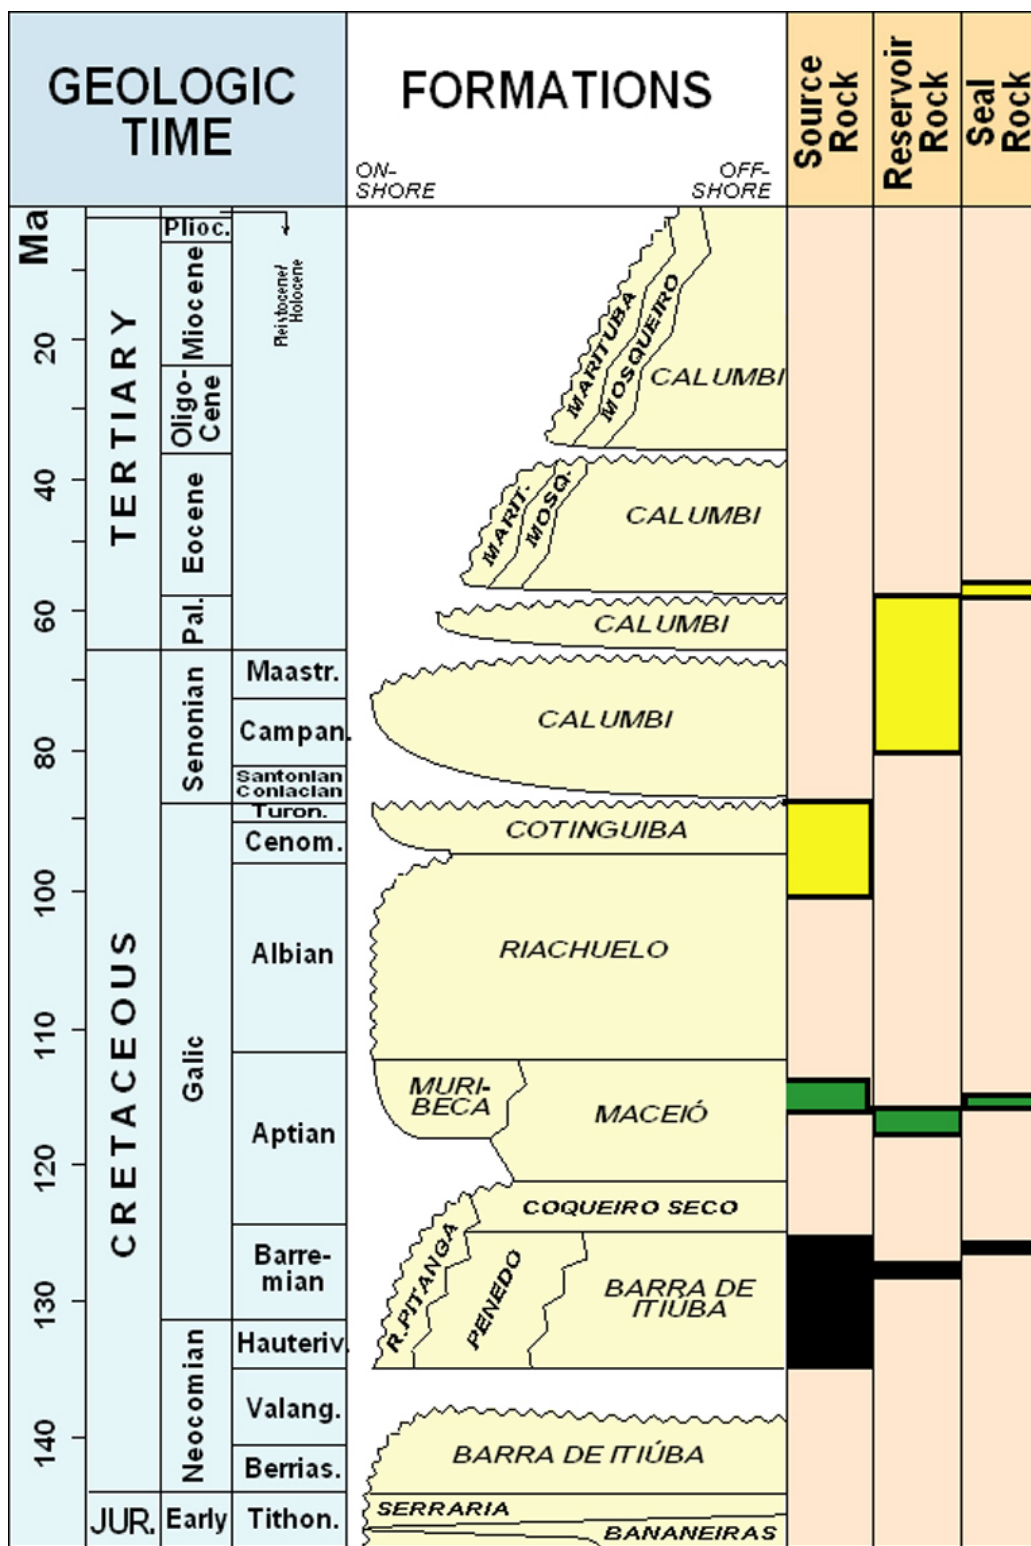 GEOLOGIC
TIME
FORMATIONS
ON-
SHORE
OFF-
SHORE
Source
Rock
Reservoir
Rock
Seal
Rock
Ma
20
40
60
80
100
110
120
130
140
TERTIARY
CRETACEOUS
JUR.
Plioc.
Miocene
Oligo-
Cene
Eocene
Pal.
Senonian
Galic
Neocomian
Early
Pleistocene/
Holocene
Maastr.
Campan.
Santonian
Coniacian
Turon.
Cenom.
Albian
Aptian
Barre-
mian
Hauteriv.
Valang.
Berrias.
Tithon.
MARITUBA
MOSQUEIRO
CALUMBI
MARIT-
MOSQ-
CALUMBI
CALUMBI
CALUMBI
COTINGUIBA
RIACHUELO
MURI-
BECA
MACEIÓ
COQUEIRO SECO
R.PITANGA
PENEDO
BARRA DE
ITIUBA
BARRA DE ITIÚBA
SERRARIA
BANANEIRAS